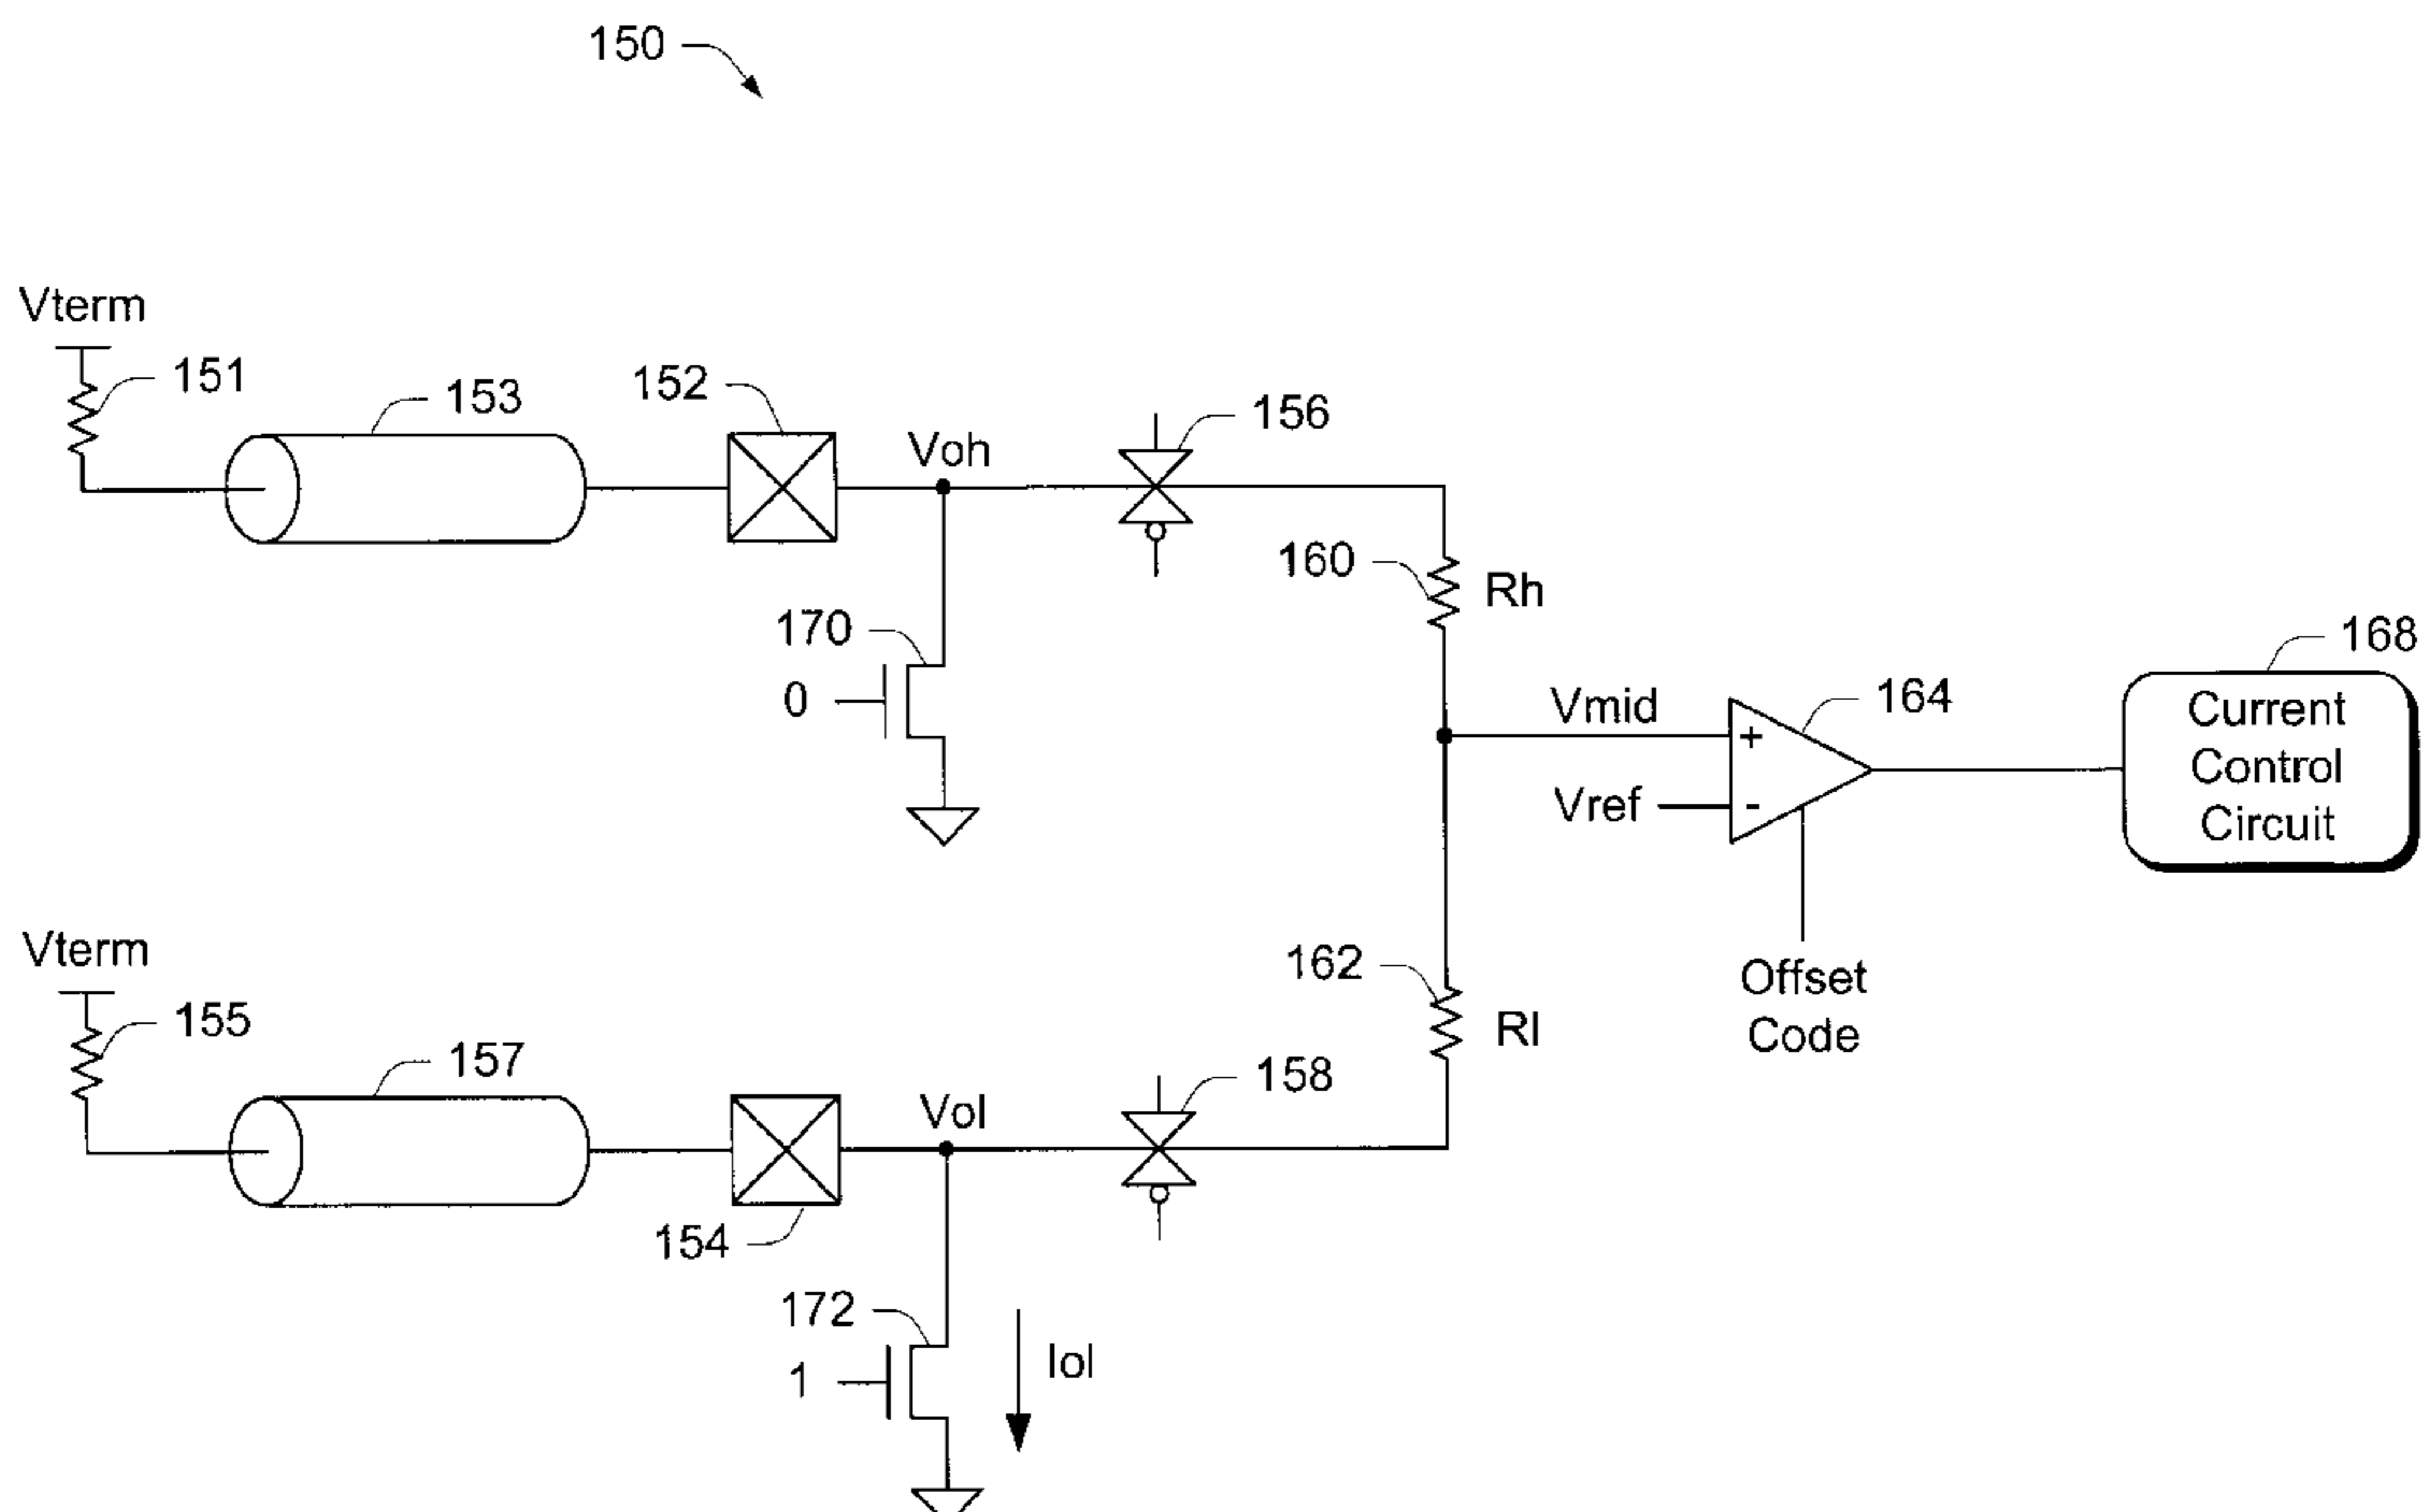 150
Vterm
151
153
152
Voh
156
160
Rh
170
0
Vmid
164
168
Current
Control
Circuit
Vref
+
-
Offset
Code
Vterm
155
157
154
Vol
158
162
Rl
172
1
Iol